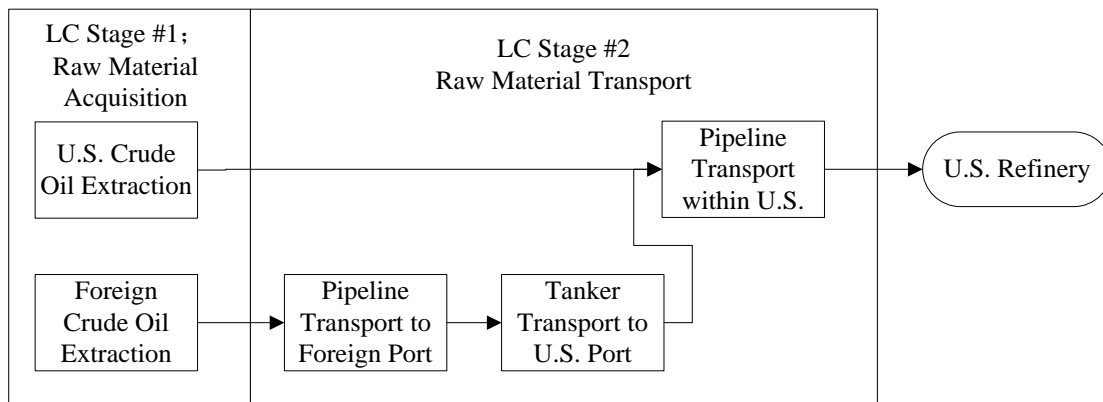 LC Stage #1；
Raw Material
Acquisition
LC Stage #2
Raw Material Transport
U.S. Crude
Oil Extraction
Pipeline
Transport
within U.S.
U.S. Refinery
Foreign
Crude Oil
Extraction
Pipeline
Transport to
Foreign Port
Tanker
Transport to
U.S. Port